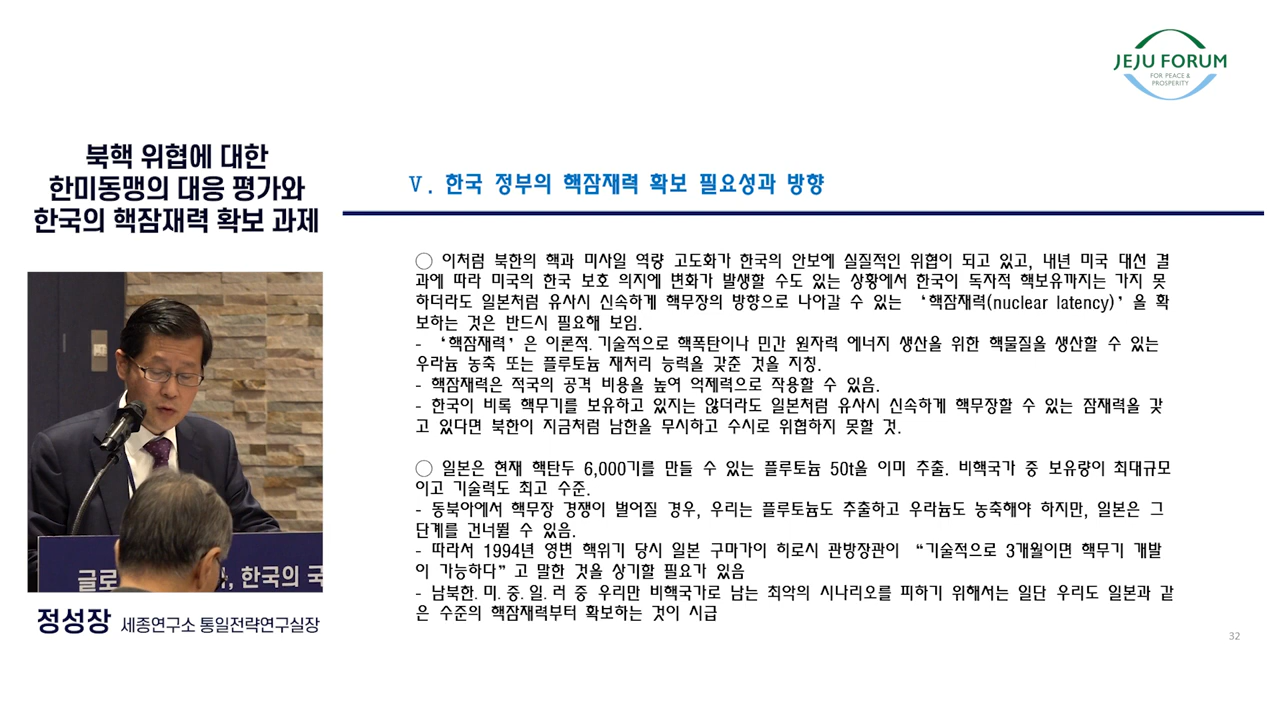 JEJU FORUM
FOR PEACE &
PROSPERITY
북핵 위협에 대한
한미동맹의 대응 평가와
한국의 핵잠재력 확보 과제
Ⅴ. 한국 정부의 핵잠재력 확보 필요성과 방향
○ 이처럼 북한의 핵과 미사일 역량 고도화가 한국의 안보에 실질적인 위협이 되고 있고, 내년 미국 대선 결
과에 따라 미국의 한국 보호 의지에 변화가 발생할 수도 있는 상황에서 한국이 독자적 핵보유까지는 가지 못
하더라도 일본처럼 유사시 신속하게 핵무장의 방향으로 나아갈 수 있는 ‘핵잠재력(nuclear latency)’을 확
보하는 것은 반드시 필요해 보임.
- ‘핵잠재력’은 이론적.기술적으로 핵폭탄이나 민간 원자력 에너지 생산을 위한 핵물질을 생산할 수 있는
우라늄 농축 또는 플루토늄 재처리 능력을 갖춘 것을 지칭.
- 핵잠재력은 적국의 공격 비용을 높여 억제력으로 작용할 수 있음.
- 한국이 비록 핵무기를 보유하고 있지는 않더라도 일본처럼 유사시 신속하게 핵무장할 수 있는 잠재력을 갖
고 있다면 북한이 지금처럼 남한을 무시하고 수시로 위협하지 못할 것.
○ 일본은 현재 핵탄두 6,000기를 만들 수 있는 플루토늄 50t을 이미 추출. 비핵국가 중 보유량이 최대규모
이고 기술력도 최고 수준.
- 동북아에서 핵무장 경쟁이 벌어질 경우, 우리는 플루토늄도 추출하고 우라늄도 농축해야 하지만, 일본은 그
단계를 건너뛸 수 있음.
- 따라서 1994년 영변 핵위기 당시 일본 구마가이 히로시 관방장관이 “기술적으로 3개월이면 핵무기 개발
이 가능하다”고 말한 것을 상기할 필요가 있음
- 남북한.미.중.일.러 중 우리만 비핵국가로 남는 최악의 시나리오를 피하기 위해서는 일단 우리도 일본과 같
은 수준의 핵잠재력부터 확보하는 것이 시급
글로
, 한국의 국
정성장 세종연구소 통일전략연구실장
32